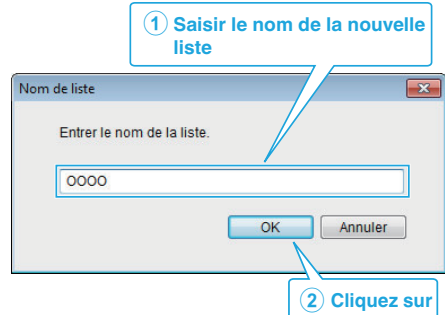 ① Saisir le nom de la nouvelle
liste
Nom de liste
Entrer le nom de la liste.
OOOO
OK Annuler
② Cliquez sur